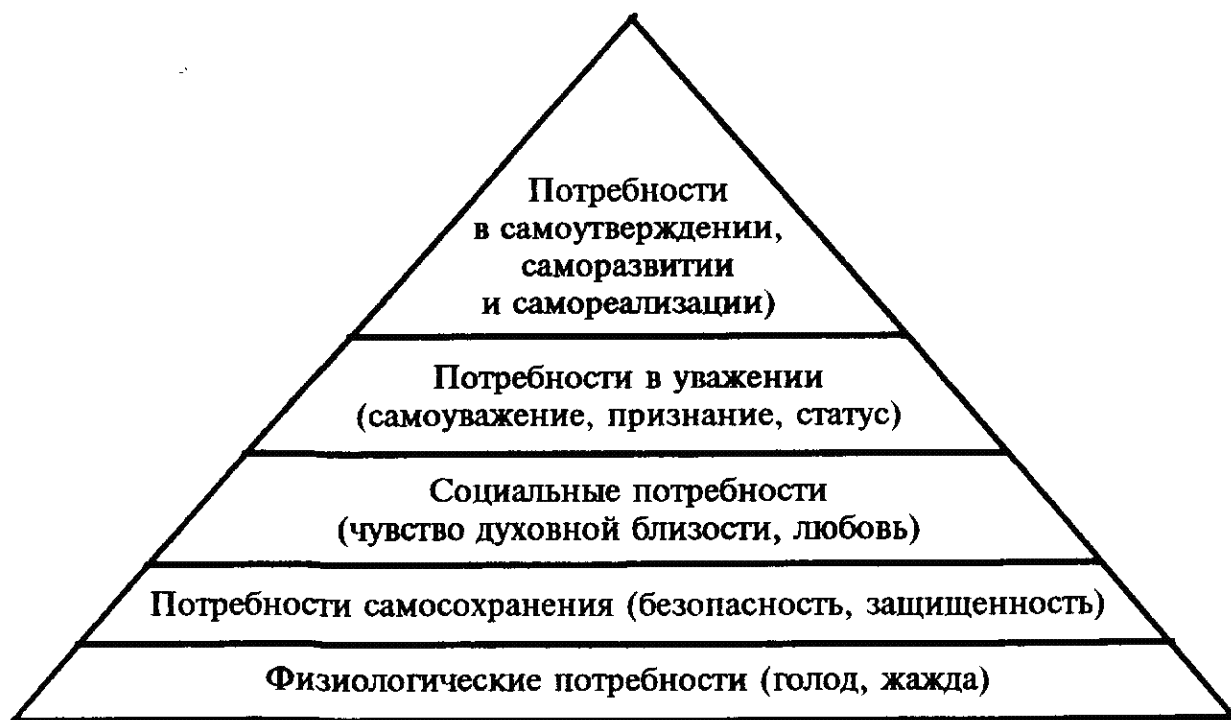 Потребности
в самоутверждении,
саморазвитии
и самореализации)
Потребности в уважении
(самоуважение, признание, статус)
Социальные потребности
(чувство духовной близости, любовь)
Потребности самосохранения (безопасность, защищенность)
Физиологические потребности (голод, жажда)